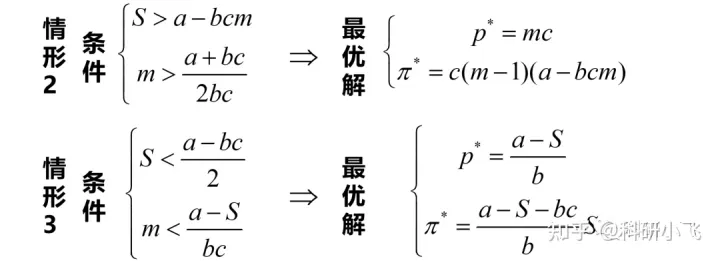 情形2 条件 { S > a − bcm ; m > (a + bc)/(2bc) ⇒ 最优解 { p* = mc ; π* = c(m−1)(a−bcm)
情形3 条件 { S < (a − bc)/2 ; m < (a − S)/(bc) ⇒ 最优解 { p* = (a − S)/b ; π* = (a − S − bc)/b S
知乎 @科研小飞